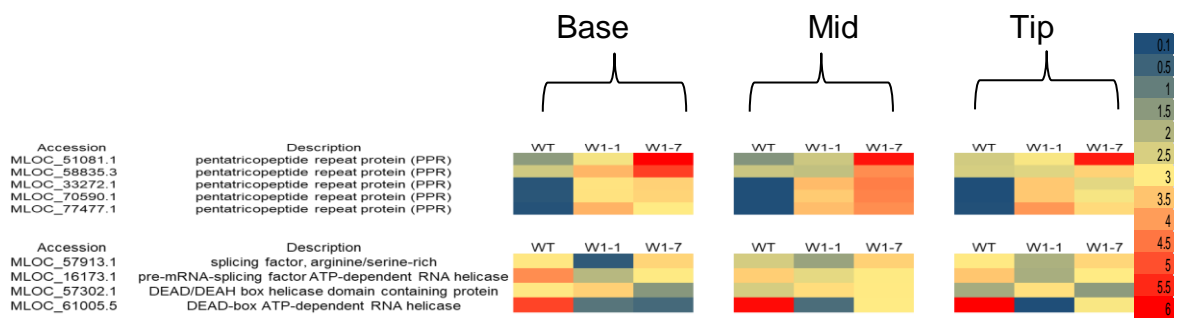 Base Mid Tip
0.1
0.5
1
1.5
2
2.5
3
3.5
4
4.5
5
5.5
6
Accession Description WT W1-1 W1-7 WT W1-1 W1-7 WT W1-1 W1-7
MLOC_51081.1 pentatricopeptide repeat protein (PPR)
MLOC_58835.3 pentatricopeptide repeat protein (PPR)
MLOC_33272.1 pentatricopeptide repeat protein (PPR)
MLOC_70590.1 pentatricopeptide repeat protein (PPR)
MLOC_77477.1 pentatricopeptide repeat protein (PPR)
Accession Description WT W1-1 W1-7 WT W1-1 W1-7 WT W1-1 W1-7
MLOC_57913.1 splicing factor, arginine/serine-rich
MLOC_16173.1 pre-mRNA-splicing factor ATP-dependent RNA helicase
MLOC_57302.1 DEAD/DEAH box helicase domain containing protein
MLOC_61005.5 DEAD-box ATP-dependent RNA helicase